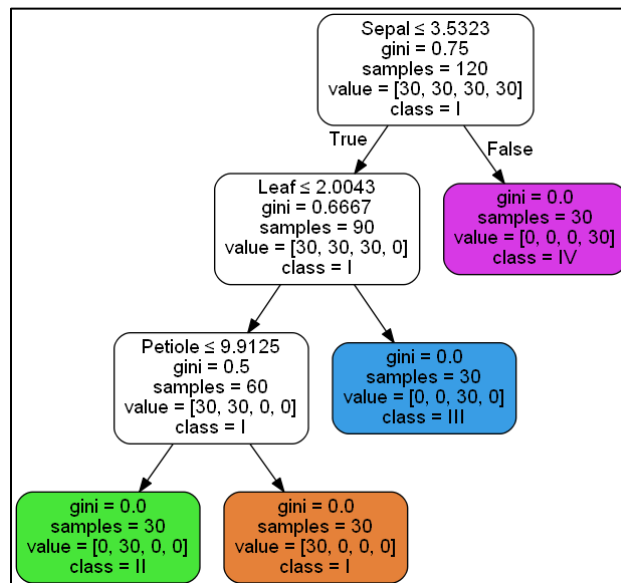 Sepal ≤ 3.5323
gini = 0.75
samples = 120
value = [30, 30, 30, 30]
class = I
True
False
Leaf ≤ 2.0043
gini = 0.6667
samples = 90
value = [30, 30, 30, 0]
class = I
gini = 0.0
samples = 30
value = [0, 0, 0, 30]
class = IV
Petiole ≤ 9.9125
gini = 0.5
samples = 60
value = [30, 30, 0, 0]
class = I
gini = 0.0
samples = 30
value = [0, 0, 30, 0]
class = III
gini = 0.0
samples = 30
value = [0, 30, 0, 0]
class = II
gini = 0.0
samples = 30
value = [30, 0, 0, 0]
class = I